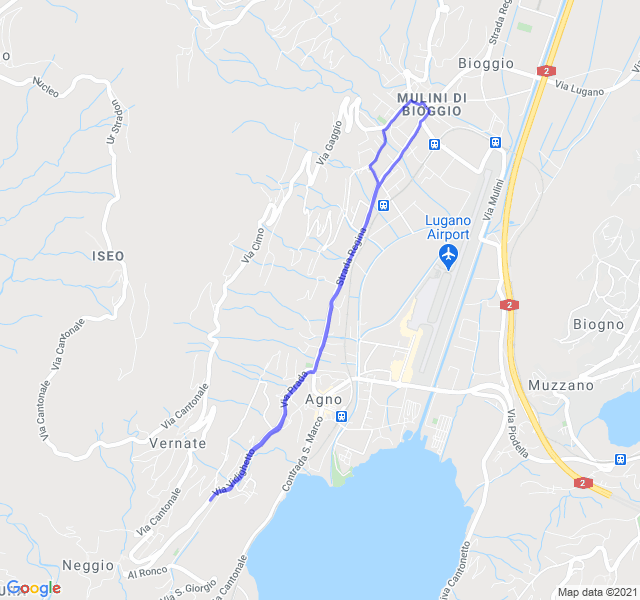 Strada Regina
Bioggio
2
Via Lugano
Nucleo
Ur Stradon
MULINI DI
BIOGGIO
Via Gaggio
Via Mulini
Lugano
Airport
Via Cimo
Strada Regina
ISEO
2
Biogno
Via Cantonale
Via Prada
Muzzano
Via Cantonale
Via Cantonale
Agno
Via Piodella
Vernate
Contrada S. Marco
Via Vidighetto
2
Via Cantonale
Neggio
Al Ronco
Via S. Giorgio
Via Cantonale
Via Cantonetto
Google
Map data ©2021